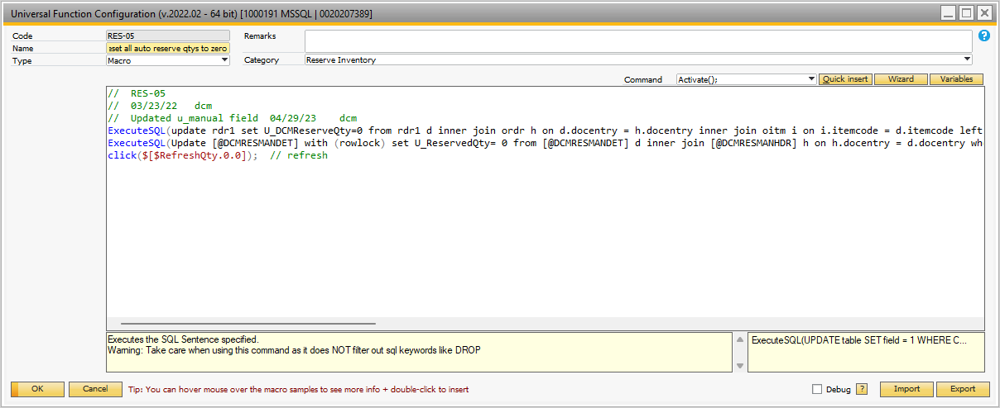 Universal Function Configuration (v.2022.02 - 64 bit) [1000191 MSSQL | 0020207389]
Code RES-05 Remarks ?
Name eset all auto reserve qtys to zero
Type Macro Category Reserve Inventory
Command Activate(); Quick insert Wizard Variables
// RES-05
// 03/23/22 dcm
// Updated u_manual field 04/29/23 dcm
ExecuteSQL(update rdr1 set U_DCMReserveQty=0 from rdr1 d inner join ordr h on d.docentry = h.docentry inner join oitm i on i.itemcode = d.itemcode left
ExecuteSQL(Update [@DCMRESMANDET] with (rowlock) set U_ReservedQty= 0 from [@DCMRESMANDET] d inner join [@DCMRESMANHDR] h on h.docentry = d.docentry whe
click($[$RefreshQty.0.0]); // refresh
Executes the SQL Sentence specified.
Warning: Take care when using this command as it does NOT filter out sql keywords like DROP
ExecuteSQL(UPDATE table SET field = 1 WHERE C...
OK Cancel Tip: You can hover mouse over the macro samples to see more info + double-click to insert Debug ? Import Export